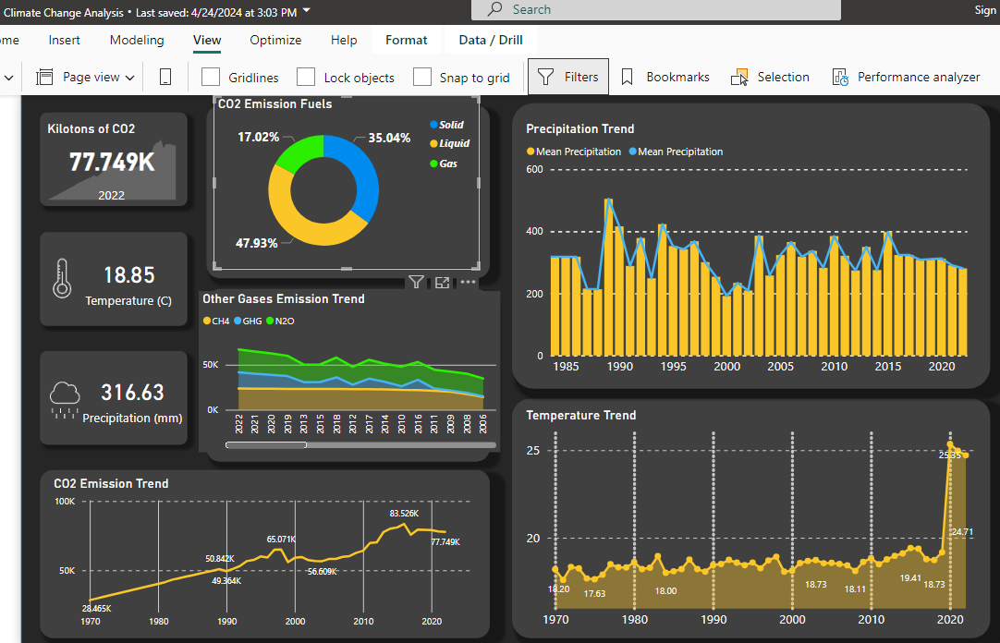 Climate Change Analysis • Last saved: 4/24/2024 at 3:03 PM
Search
Sign
ome
Insert
Modeling
View
Optimize
Help
Format
Data / Drill
Page view
Gridlines
Lock objects
Snap to grid
Filters
Bookmarks
Selection
Performance analyzer
Kilotons of CO2
77.749K
2022
18.85
Temperature (C)
316.63
Precipitation (mm)
CO2 Emission Fuels
17.02%
35.04%
47.93%
Solid
Liquid
Gas
Other Gases Emission Trend
CH4 GHG N2O
50K
0K
2022 2021 2020 2019 2013 2015 2018 2012 2017 2014 2010 2016 2011 2009 2008 2006
CO2 Emission Trend
100K
50K
28.465K
50.842K
49.364K
65.071K
56.609K
83.526K
77.749K
1970 1980 1990 2000 2010 2020
Precipitation Trend
Mean Precipitation Mean Precipitation
600
400
200
0
1985 1990 1995 2000 2005 2010 2015 2020
Temperature Trend
25
20
18.20
17.63
18.00
18.73
18.11
19.41
18.73
25.35
24.71
1970 1980 1990 2000 2010 2020